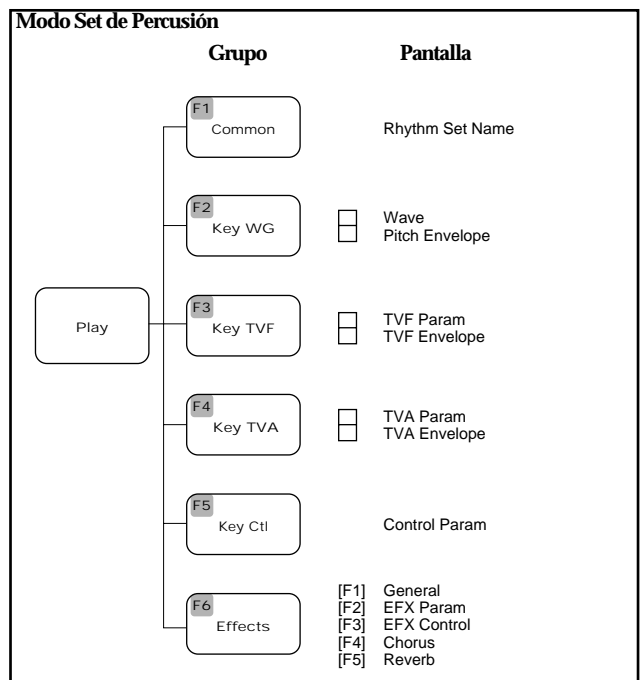 Modo Set de Percusión
Grupo Pantalla
F1
Common
Rhythm Set Name
F2
Key WG
Wave
Pitch Envelope
Play
F3
Key TVF
TVF Param
TVF Envelope
F4
Key TVA
TVA Param
TVA Envelope
F5
Key Ctl
Control Param
F6
Effects
[F1] General
[F2] EFX Param
[F3] EFX Control
[F4] Chorus
[F5] Reverb